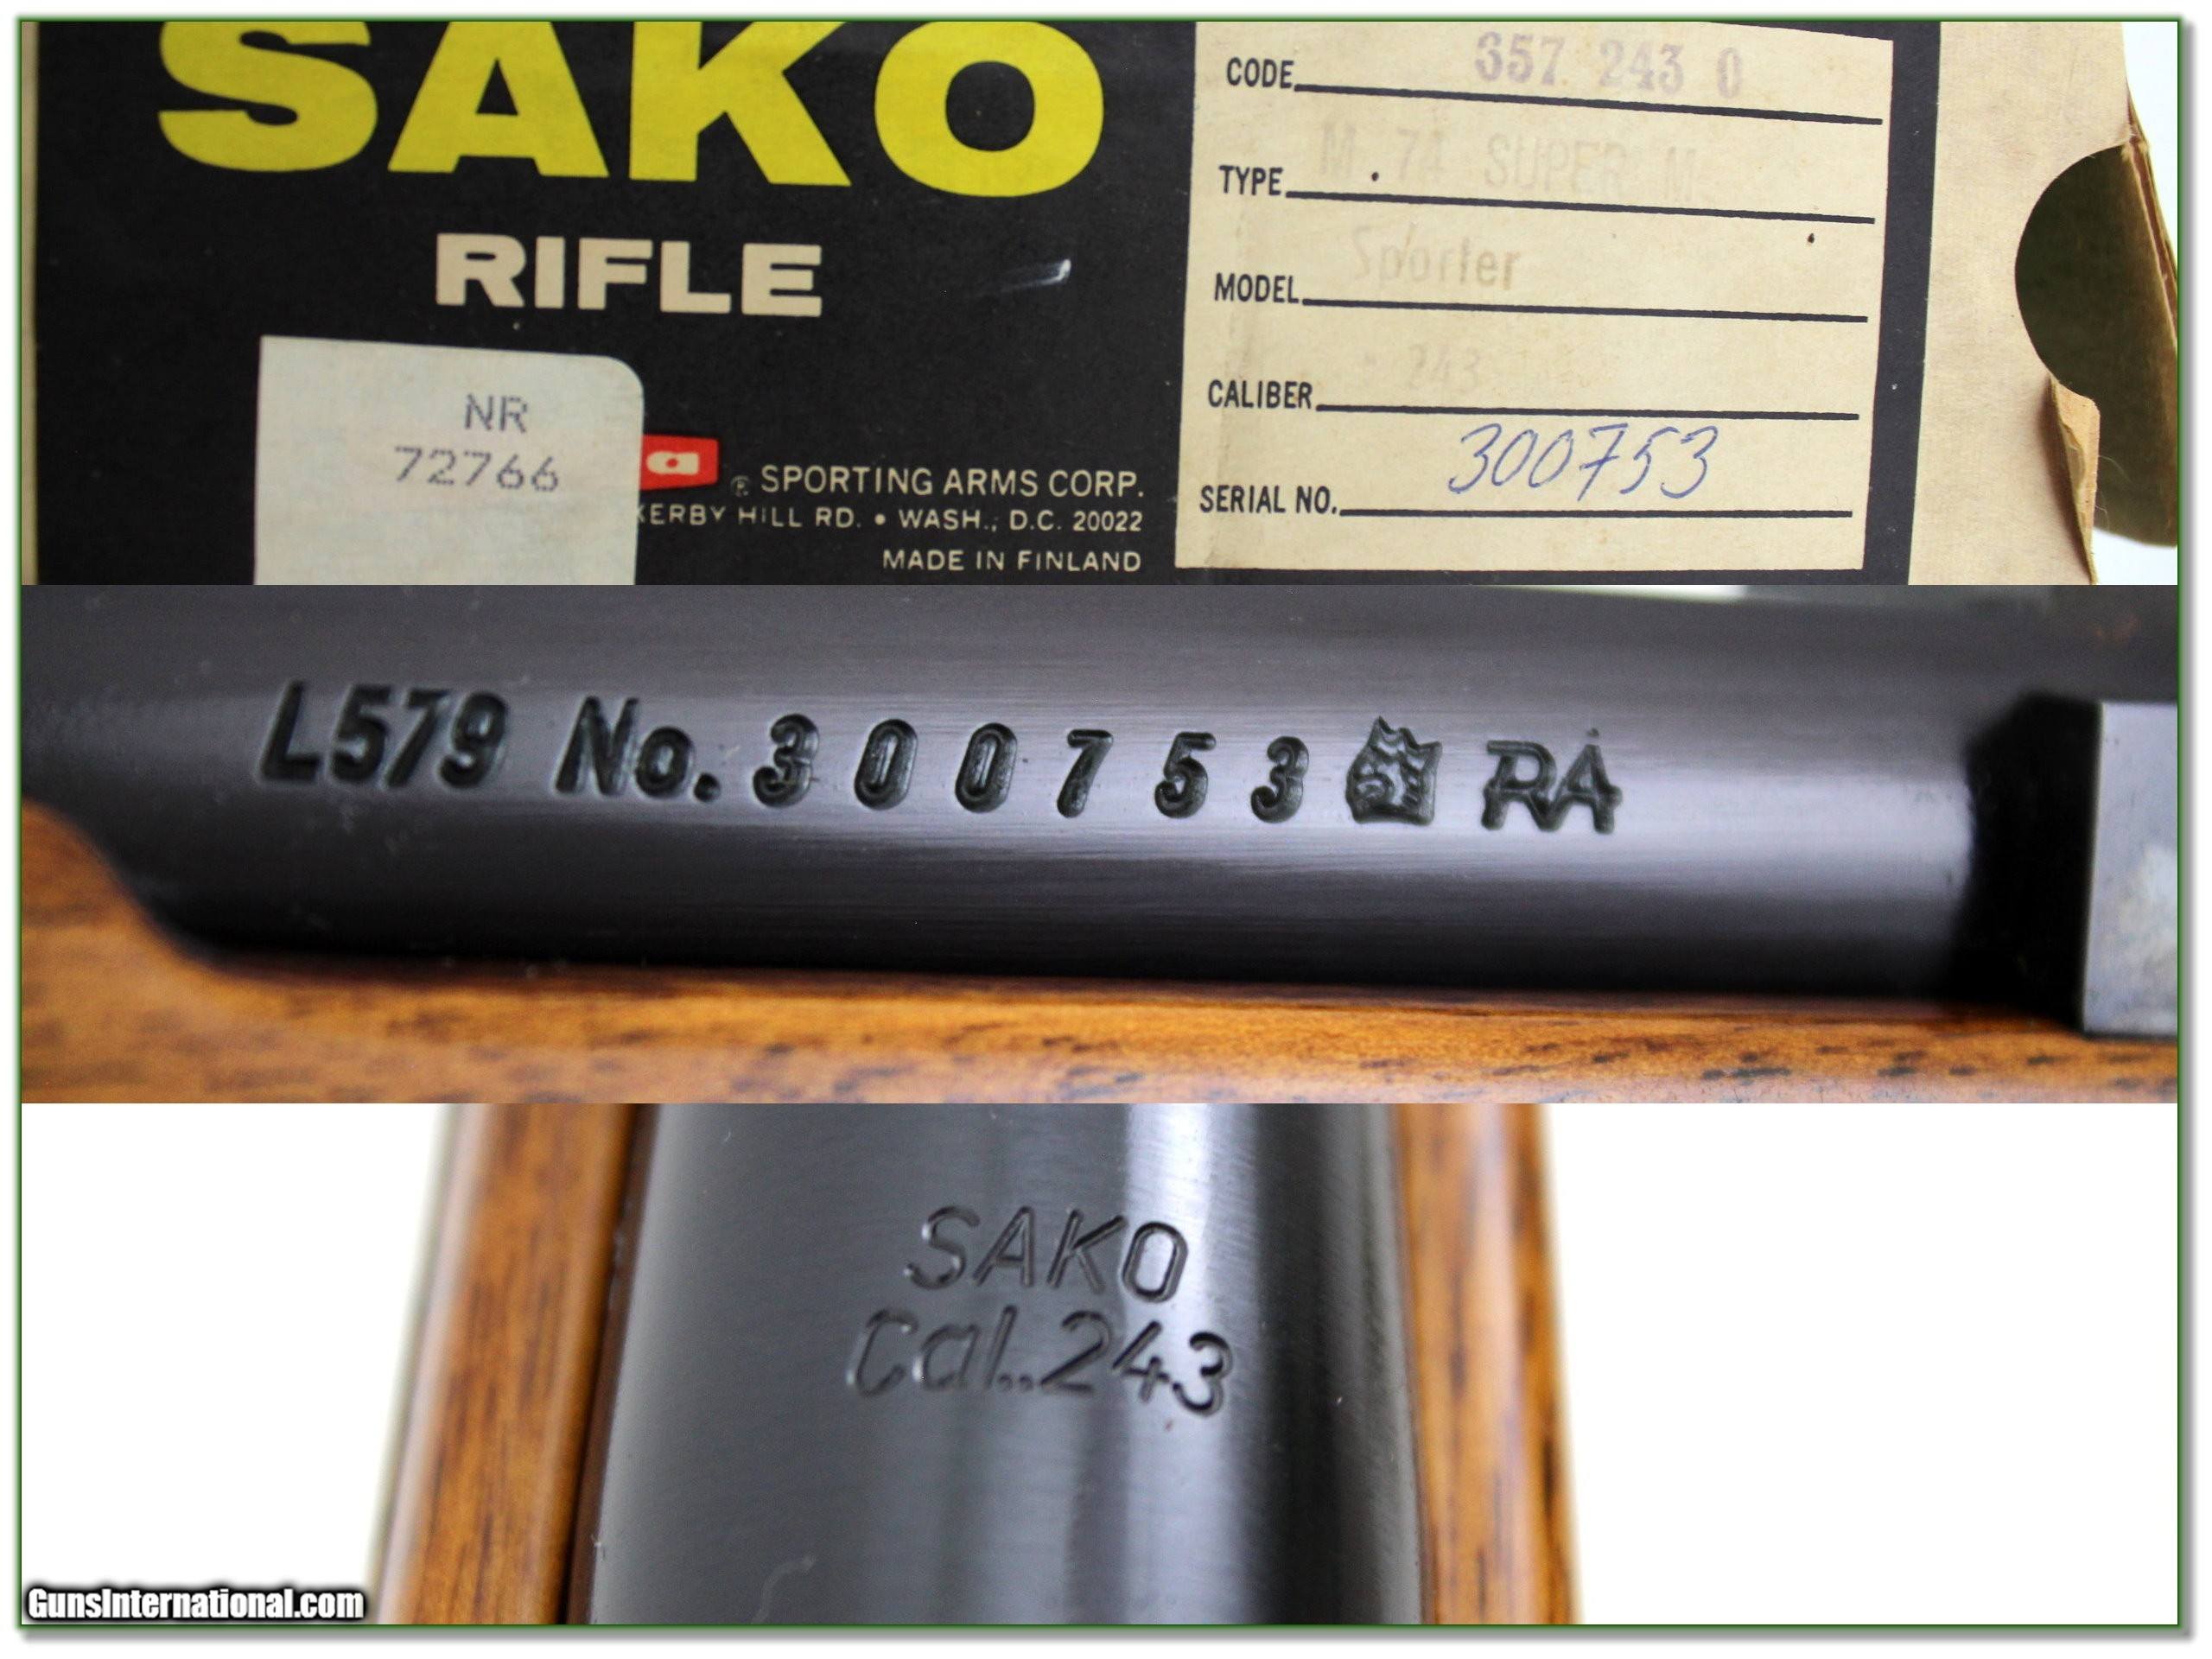 SAKO
RIFLE
NR
72766
a
® SPORTING ARMS CORP.
KERBY HILL RD. • WASH., D.C. 20022
MADE IN FINLAND
CODE 357 243 0
TYPE M 74 SUPER M
MODEL Sporter
CALIBER 243
SERIAL NO. 300753
L579 No. 300753 RA
SAKO
Cal..243
GunsInternational.com